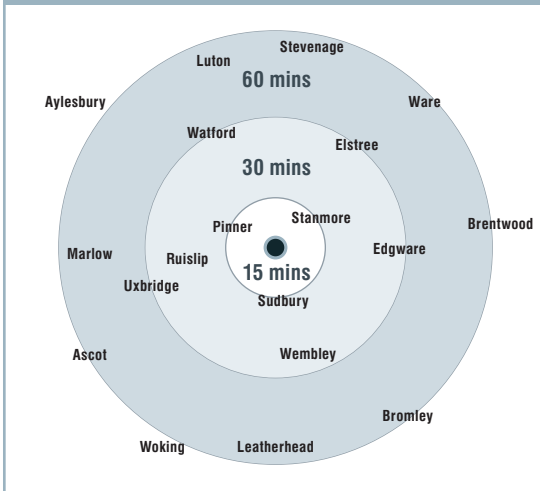 Stevenage
Luton
60 mins
Aylesbury
Ware
Watford
Elstree
30 mins
Stanmore
Pinner
Brentwood
Edgware
Marlow
Ruislip
15 mins
Uxbridge
Sudbury
Wembley
Ascot
Bromley
Woking
Leatherhead